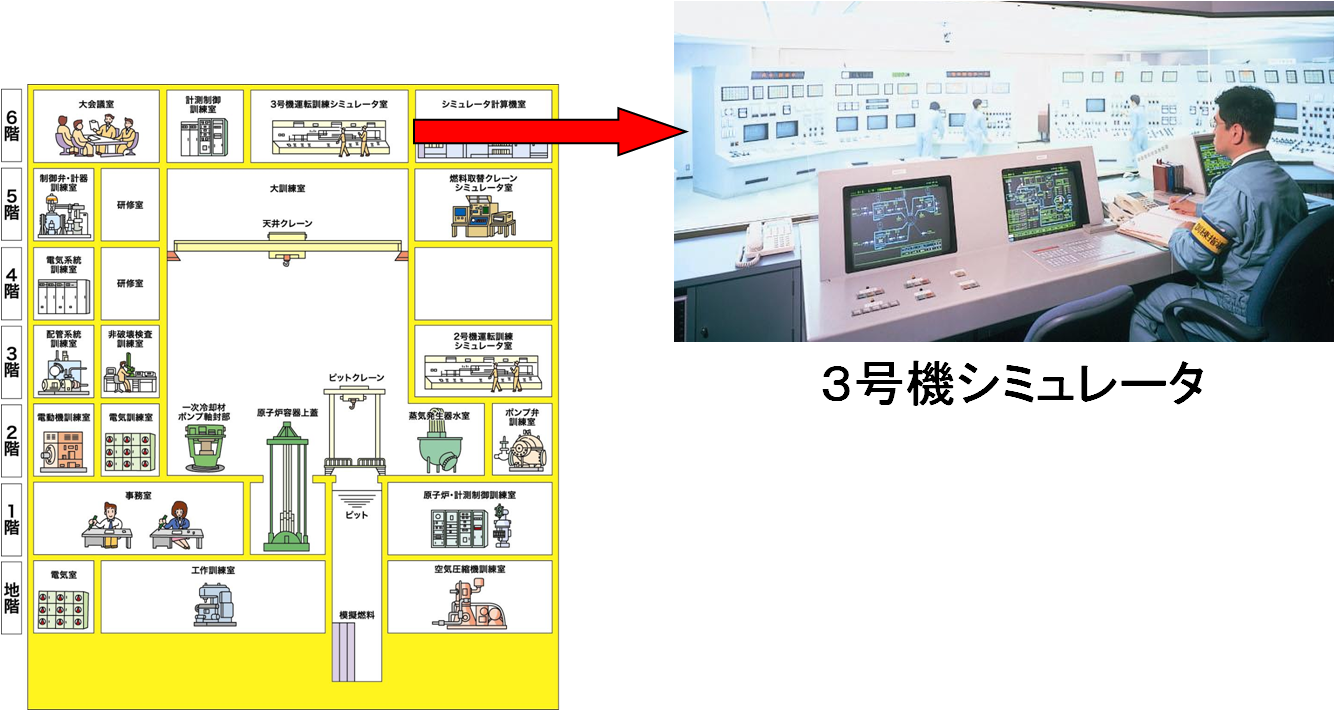 6階
大会議室
計測制御
訓練室
3号機運転訓練シミュレータ室
シミュレータ計算機室
5階
制御弁・計器
訓練室
研修室
大訓練室
天井クレーン
燃料取替クレーン
シミュレータ室
4階
電気系統
訓練室
研修室
3階
配管系統
訓練室
非破壊検査
訓練室
2号機運転訓練
シミュレータ室
ピットクレーン
2階
電動機訓練室
電気訓練室
一次冷却材
ポンプ軸封部
原子炉容器上蓋
蒸気発生器水室
ポンプ弁
訓練室
1階
事務室
ピット
原子炉・計測制御訓練室
地階
電気室
工作訓練室
模擬燃料
空気圧縮機訓練室
訓練指導
３号機シミュレータ